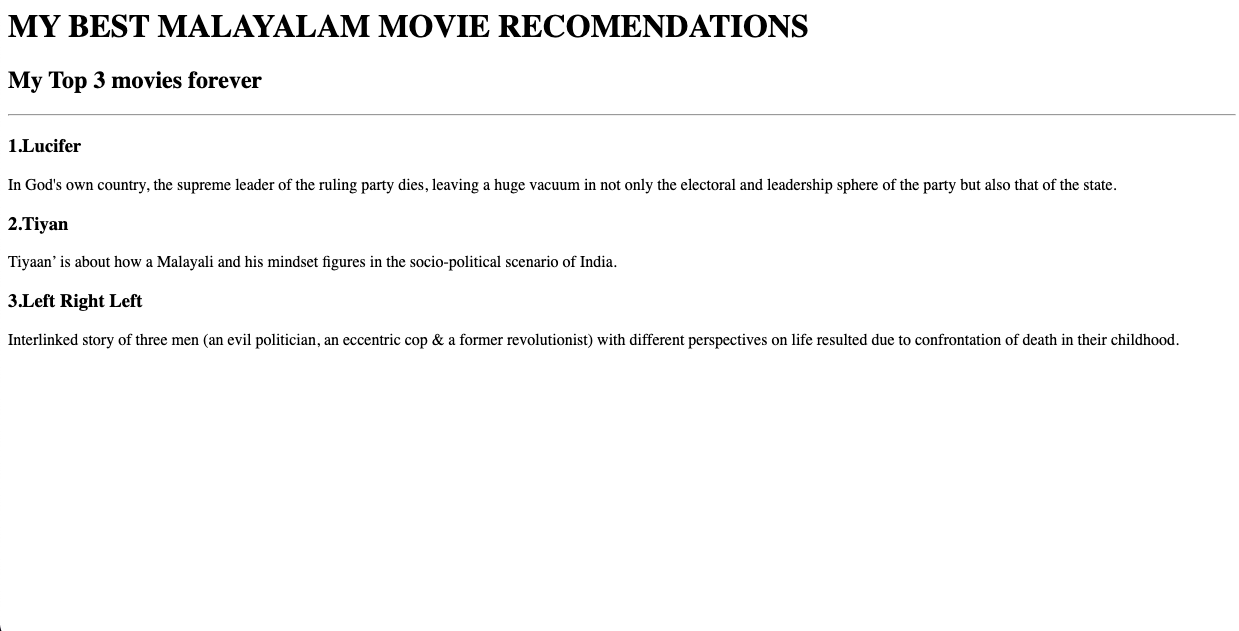 MY BEST MALAYALAM MOVIE RECOMENDATIONS
My Top 3 movies forever
1.Lucifer
In God's own country, the supreme leader of the ruling party dies, leaving a huge vacuum in not only the electoral and leadership sphere of the party but also that of the state.
2.Tiyan
Tiyaan’ is about how a Malayali and his mindset figures in the socio-political scenario of India.
3.Left Right Left
Interlinked story of three men (an evil politician, an eccentric cop & a former revolutionist) with different perspectives on life resulted due to confrontation of death in their childhood.